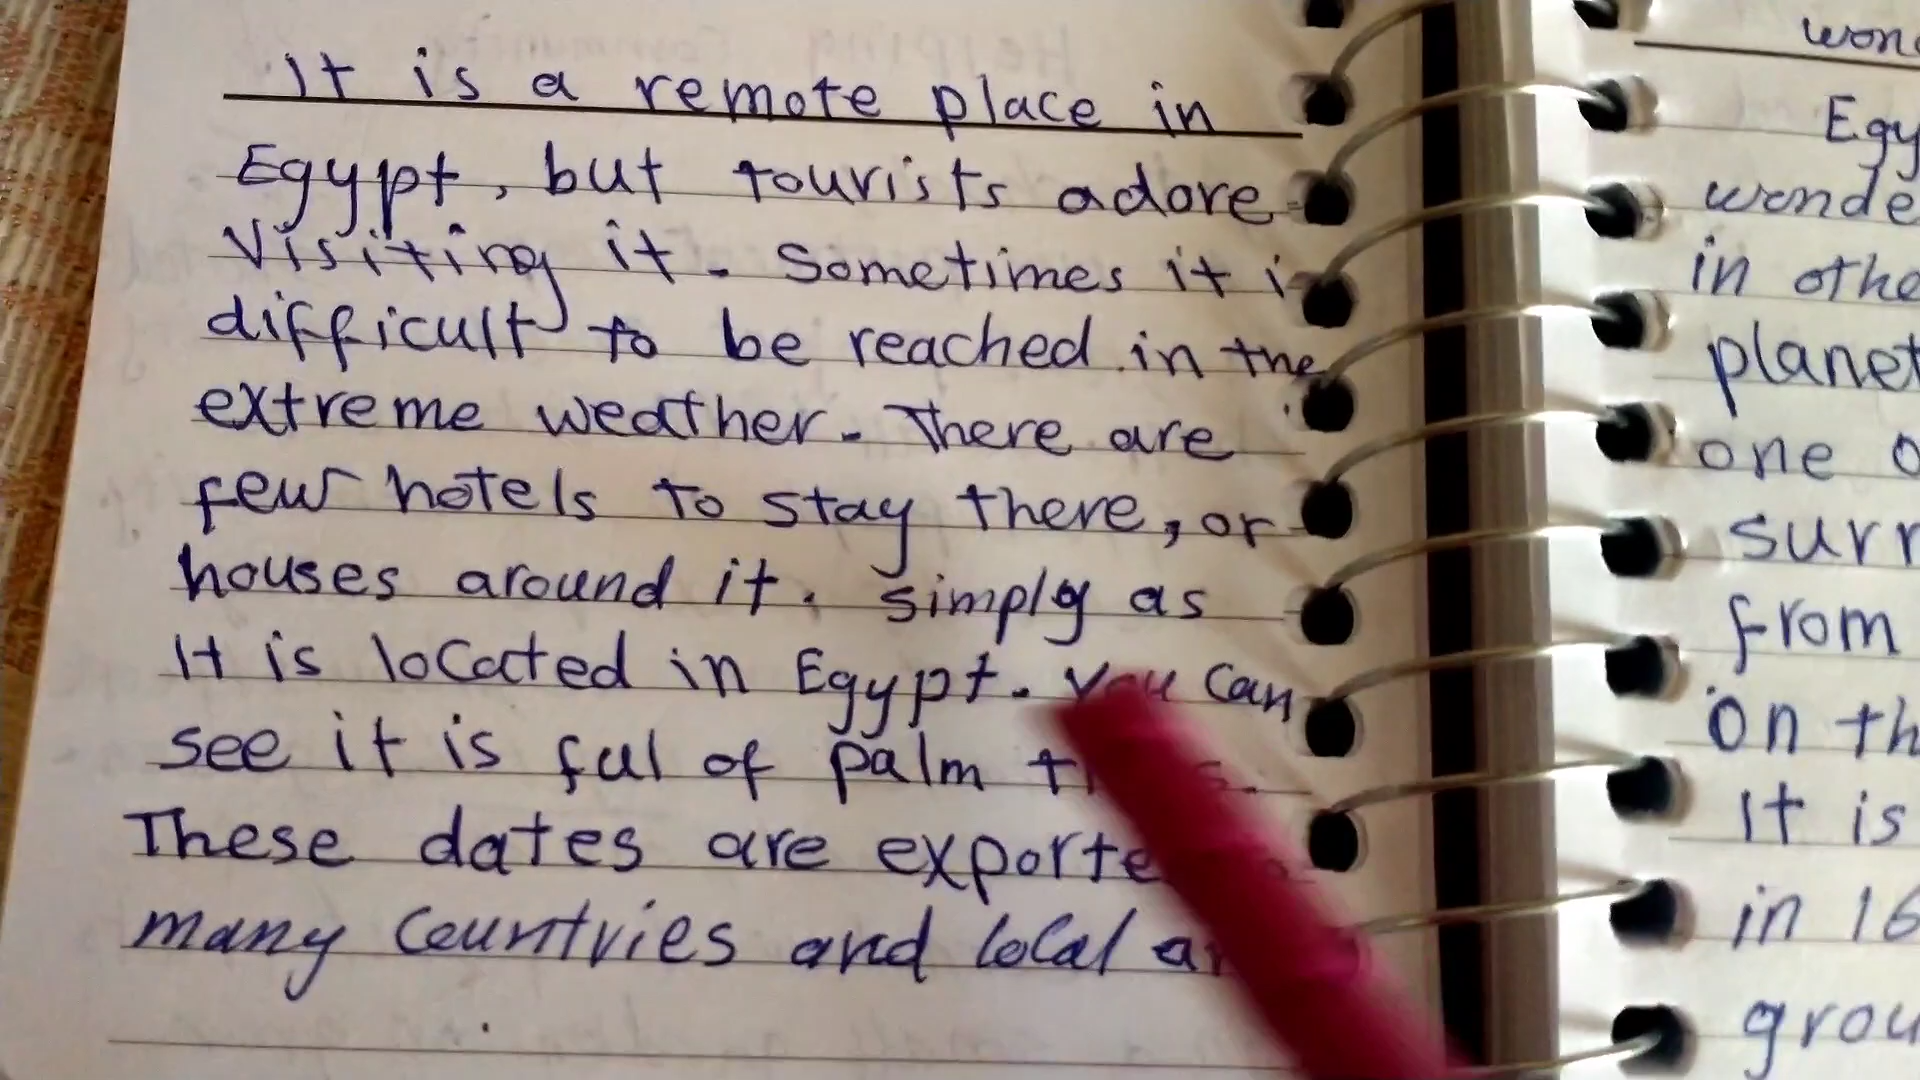 It is a remote place in
Egypt, but tourists adore
Visiting it. Sometimes it
difficult to be reached in the
extreme weather. There are
few hotels to stay there, or
houses around it. Simply as
It is located in Egypt. You can
see it is ful of palm
These dates are
many Countries and local
won
Egy
wonde
in othe
planet
one o
surr
from
on th
It is
in 16
grou